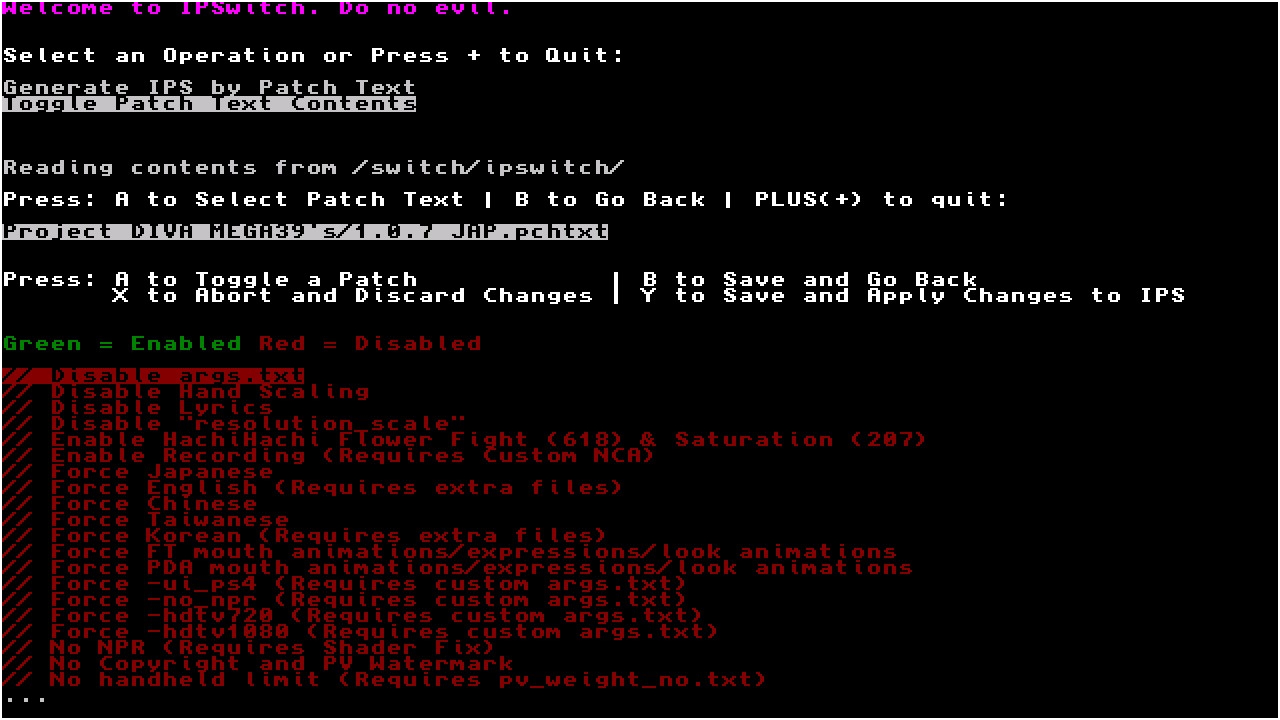 Welcome to IPSwitch. Do no evil.
Select an Operation or Press + to Quit:
Generate IPS by Patch Text
Toggle Patch Text Contents
Reading contents from /switch/ipswitch/
Press: A to Select Patch Text | B to Go Back | PLUS(+) to quit:
Project DIVA MEGA39's/1.0.7 JAP.pchtxt
Press: A to Toggle a Patch | B to Save and Go Back
X to Abort and Discard Changes | Y to Save and Apply Changes to IPS
Green = Enabled Red = Disabled
// Disable args.txt
// Disable Hand Scaling
// Disable Lyrics
// Disable "resolution_scale"
// Enable HachiHachi Flower Fight (618) & Saturation (207)
// Enable Recording (Requires Custom NCA)
// Force Japanese
// Force English (Requires extra files)
// Force Chinese
// Force Taiwanese
// Force Korean (Requires extra files)
// Force FT mouth animations/expressions/look animations
// Force PDA mouth animations/expressions/look animations
// Force -ui_ps4 (Requires custom args.txt)
// Force -no_npr (Requires custom args.txt)
// Force -hdtv720 (Requires custom args.txt)
// Force -hdtv1080 (Requires custom args.txt)
// No NPR (Requires Shader Fix)
// No Copyright and PV Watermark
// No handheld limit (Requires pv_weight_no.txt)
...